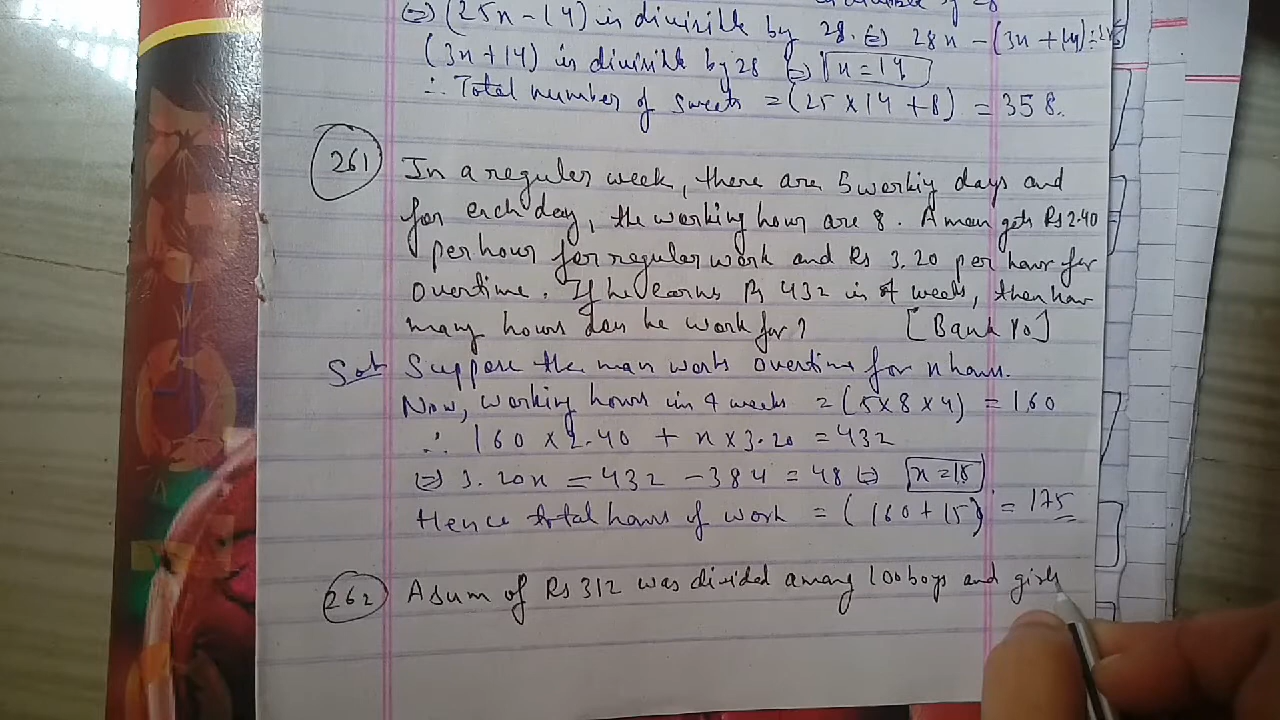 (=) (25x-14) is divisible by 28. (=) 28x - (3x+14)
(3x+14) is divisible by 28 (=) x=14
∴ Total number of sweets = (25 × 14 + 8) = 358.
261 In a regular week, there are 5 working days and
for each day, the working hour are 8. A man gets Rs 2.40
per hour for regular work and Rs 3.20 per hour for
overtime. If he earns Rs 432 in 4 weeks, then how
many hours does he work for? [Bank PO]
Sol Suppose the man works overtime for x hours.
Now, working hours in 4 weeks = (5×8×4) = 160
∴ 160 × 2.40 + x × 3.20 = 432
(=) 3.20x = 432 - 384 = 48 (=) x=15
Hence total hours of work = (160+15) = 175
262 A sum of Rs 312 was divided among 100 boys and girls